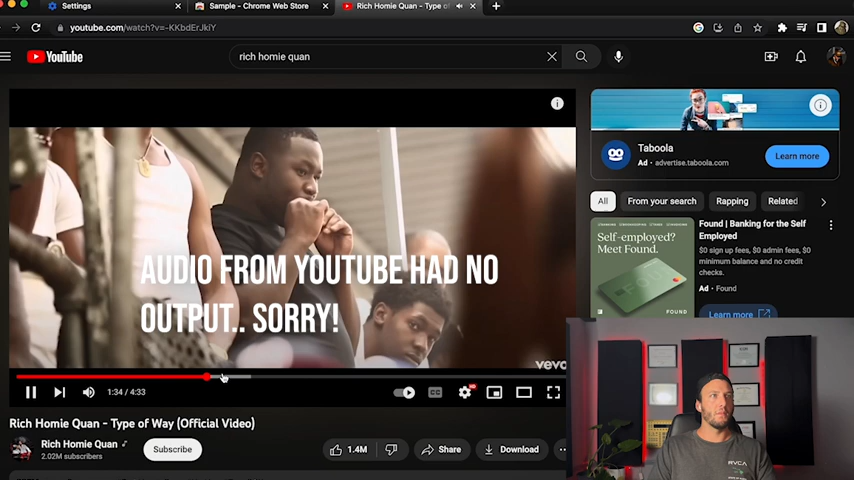 Settings
Sample - Chrome Web Store
Rich Homie Quan - Type of
youtube.com/watch?v=-KKbdErJkiY
YouTube
rich homie quan
Taboola
Ad · advertise.taboola.com
Learn more
All
From your search
Rapping
Related
AUDIO FROM YOUTUBE HAD NO
OUTPUT.. SORRY!
vevo
Self-employed?
Meet Found.
FOUND
Found | Banking for the Self
Employed
$0 sign up fees, $0 admin fees, $0
minimum balance and no credit
checks.
Ad · Found
Learn more
1:34 / 4:33
CC
HD
Rich Homie Quan - Type of Way (Official Video)
Rich Homie Quan
2.02M subscribers
Subscribe
1.4M
Share
Download
RVCA